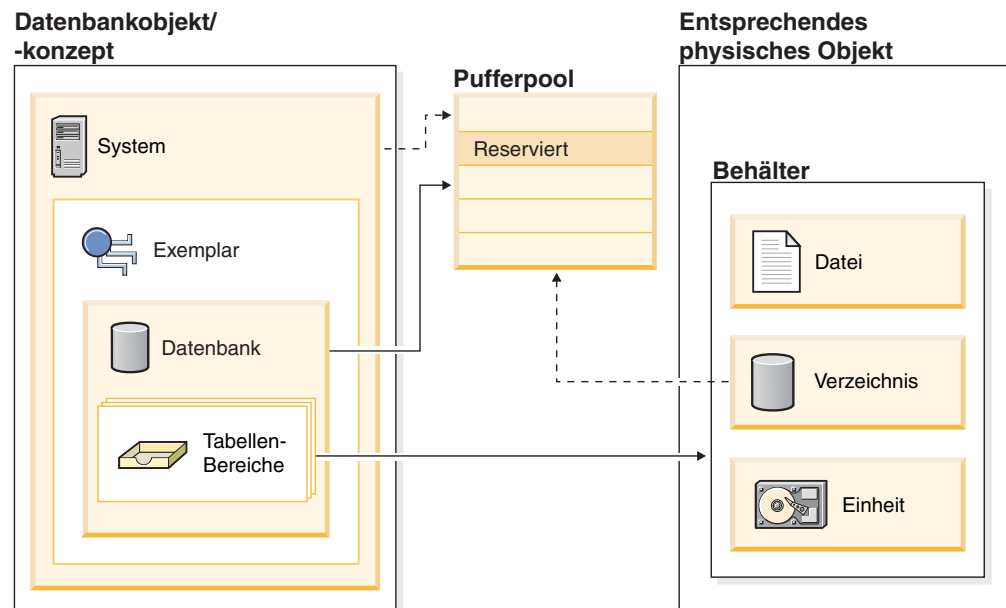 Datenbankobjekt/
-konzept
System
Exemplar
Datenbank
Tabellen-
Bereiche
Pufferpool
Reserviert
Entsprechendes
physisches Objekt
Behälter
Datei
Verzeichnis
Einheit